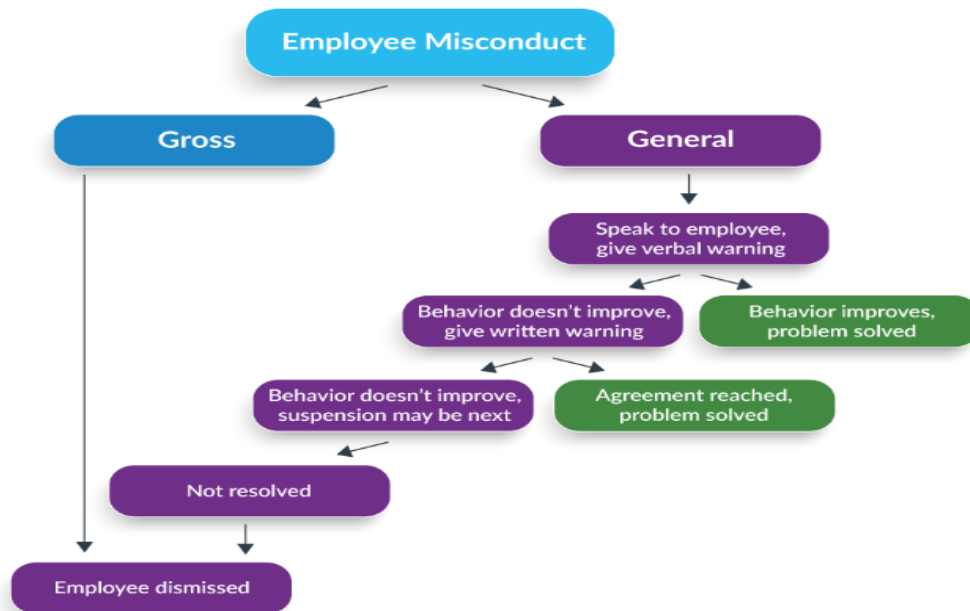 Employee Misconduct
Gross
General
Speak to employee,
give verbal warning
Behavior doesn't improve,
give written warning
Behavior improves,
problem solved
Behavior doesn't improve,
suspension may be next
Agreement reached,
problem solved
Not resolved
Employee dismissed